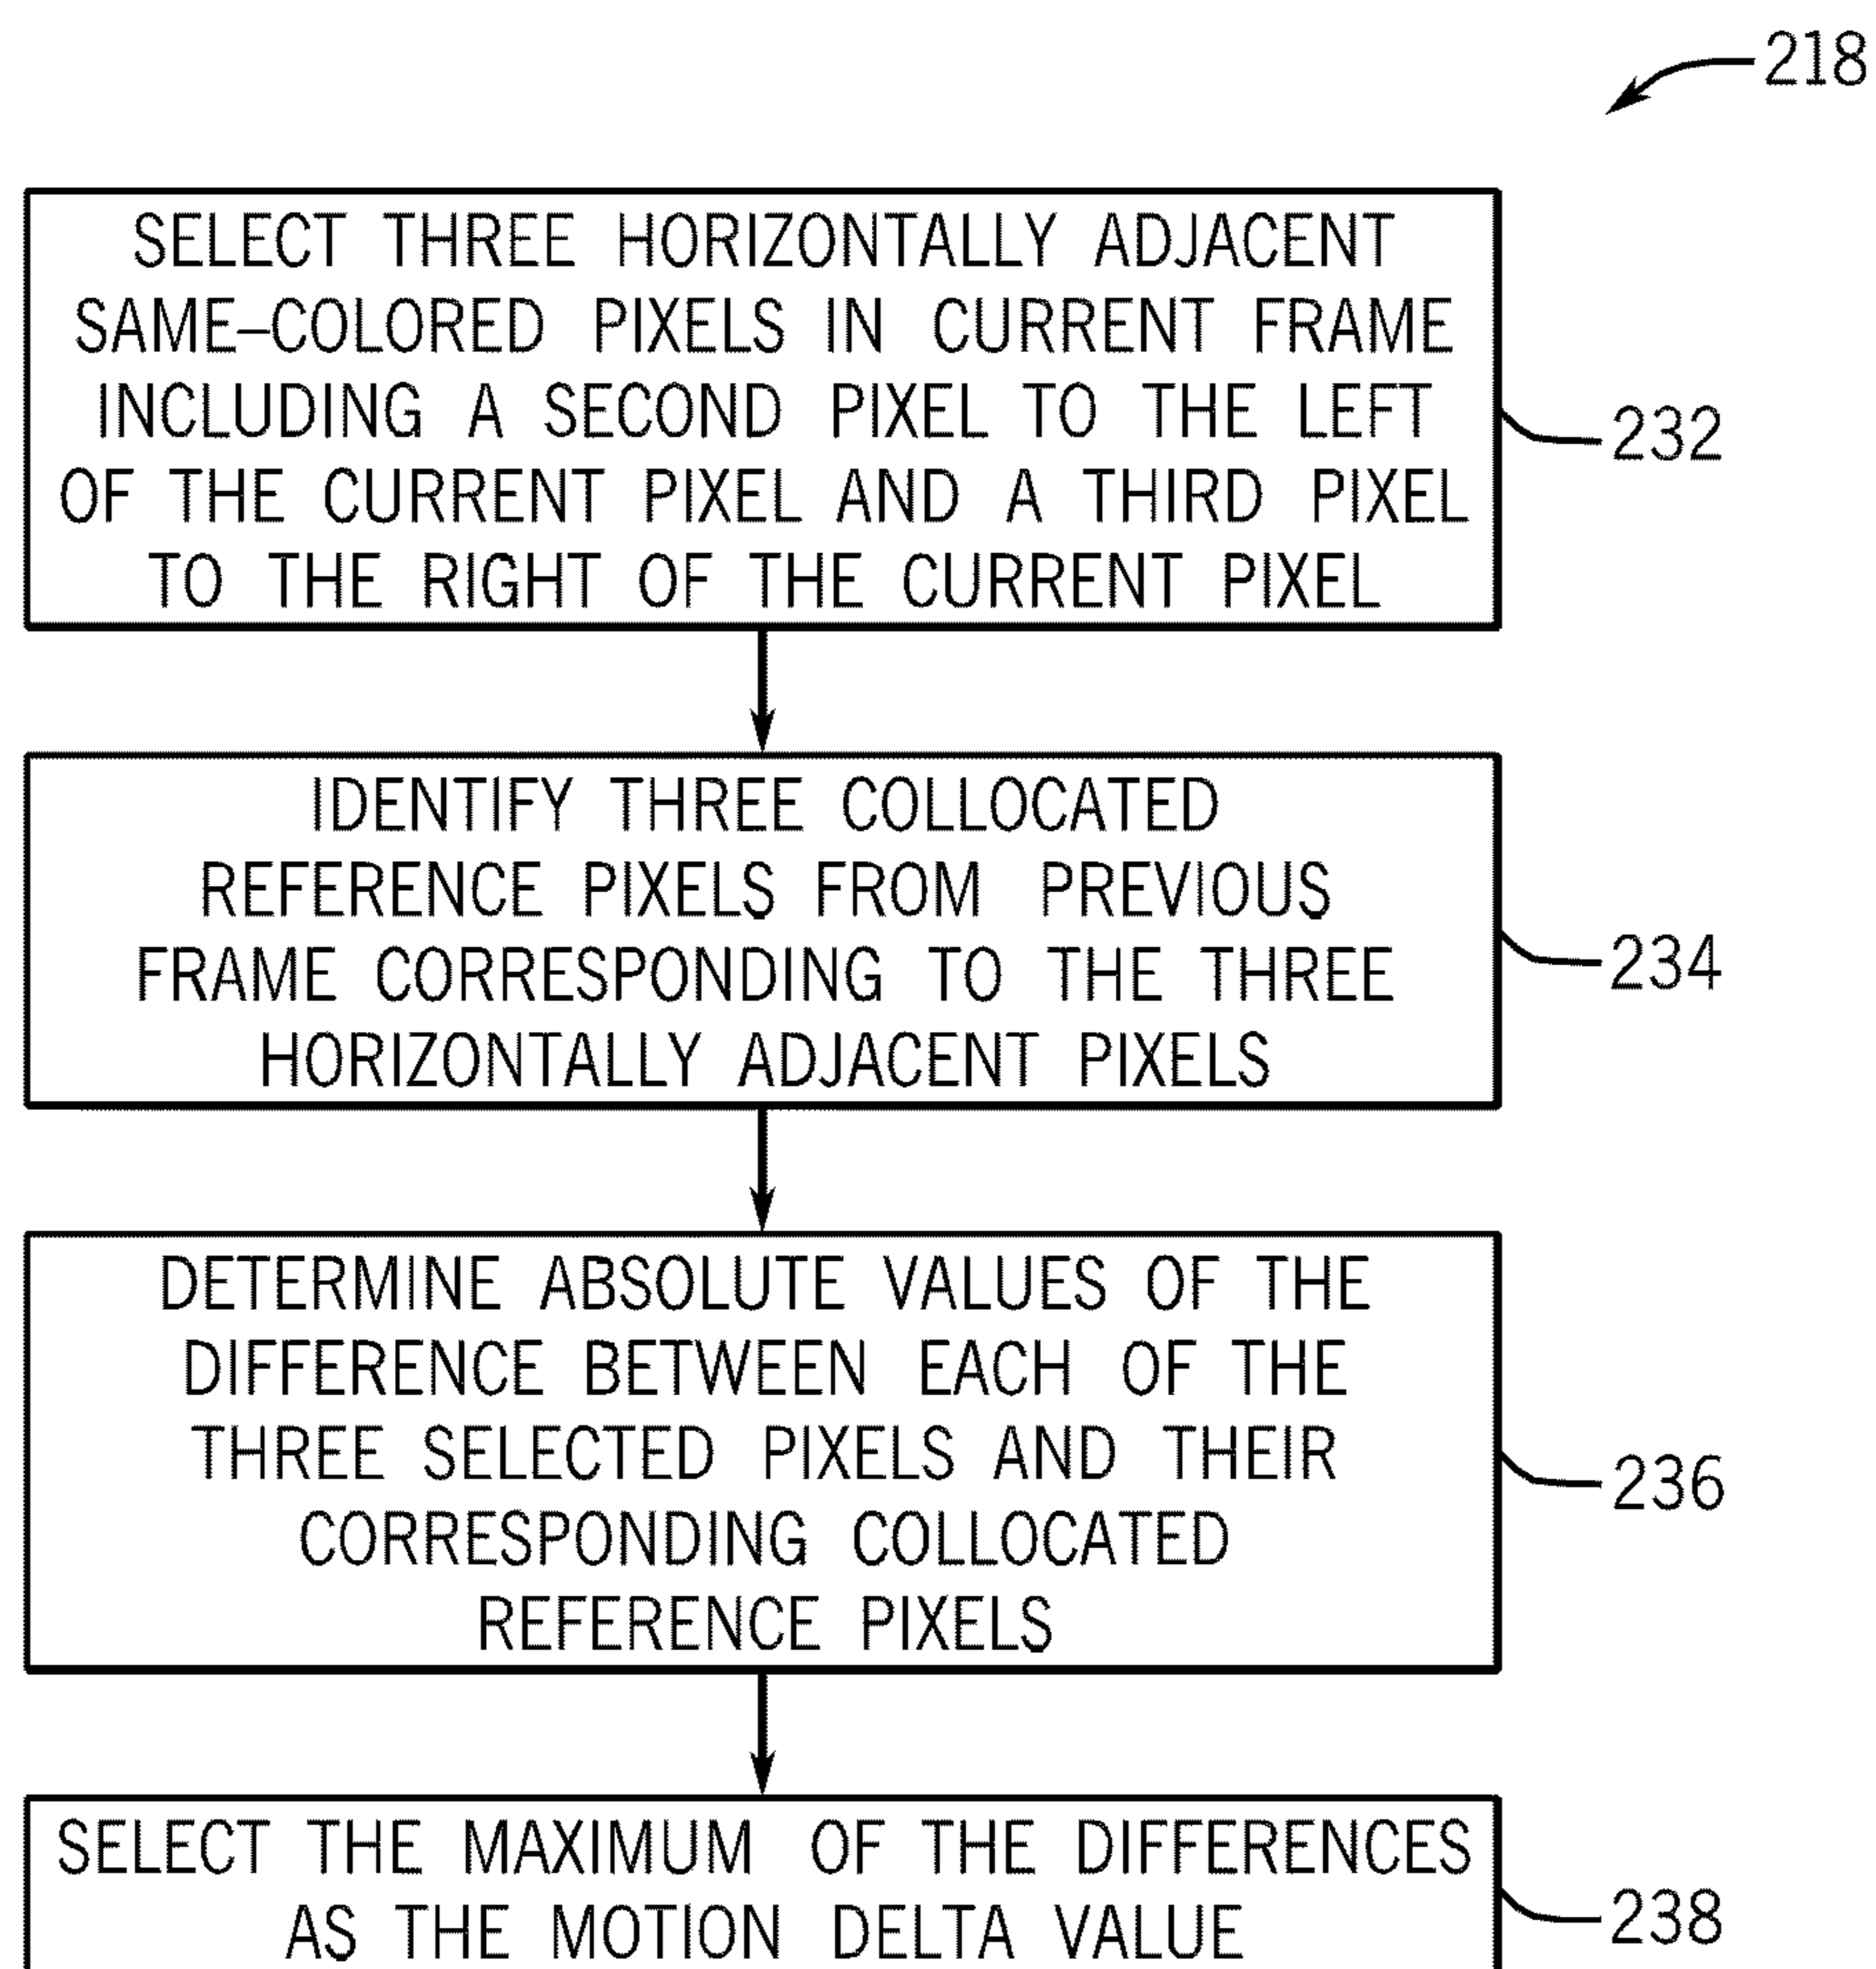 218
SELECT THREE HORIZONTALLY ADJACENT
SAME-COLORED PIXELS IN CURRENT FRAME
INCLUDING A SECOND PIXEL TO THE LEFT
OF THE CURRENT PIXEL AND A THIRD PIXEL
TO THE RIGHT OF THE CURRENT PIXEL
232
IDENTIFY THREE COLLOCATED
REFERENCE PIXELS FROM PREVIOUS
FRAME CORRESPONDING TO THE THREE
HORIZONTALLY ADJACENT PIXELS
234
DETERMINE ABSOLUTE VALUES OF THE
DIFFERENCE BETWEEN EACH OF THE
THREE SELECTED PIXELS AND THEIR
CORRESPONDING COLLOCATED
REFERENCE PIXELS
236
SELECT THE MAXIMUM OF THE DIFFERENCES
AS THE MOTION DELTA VALUE
238